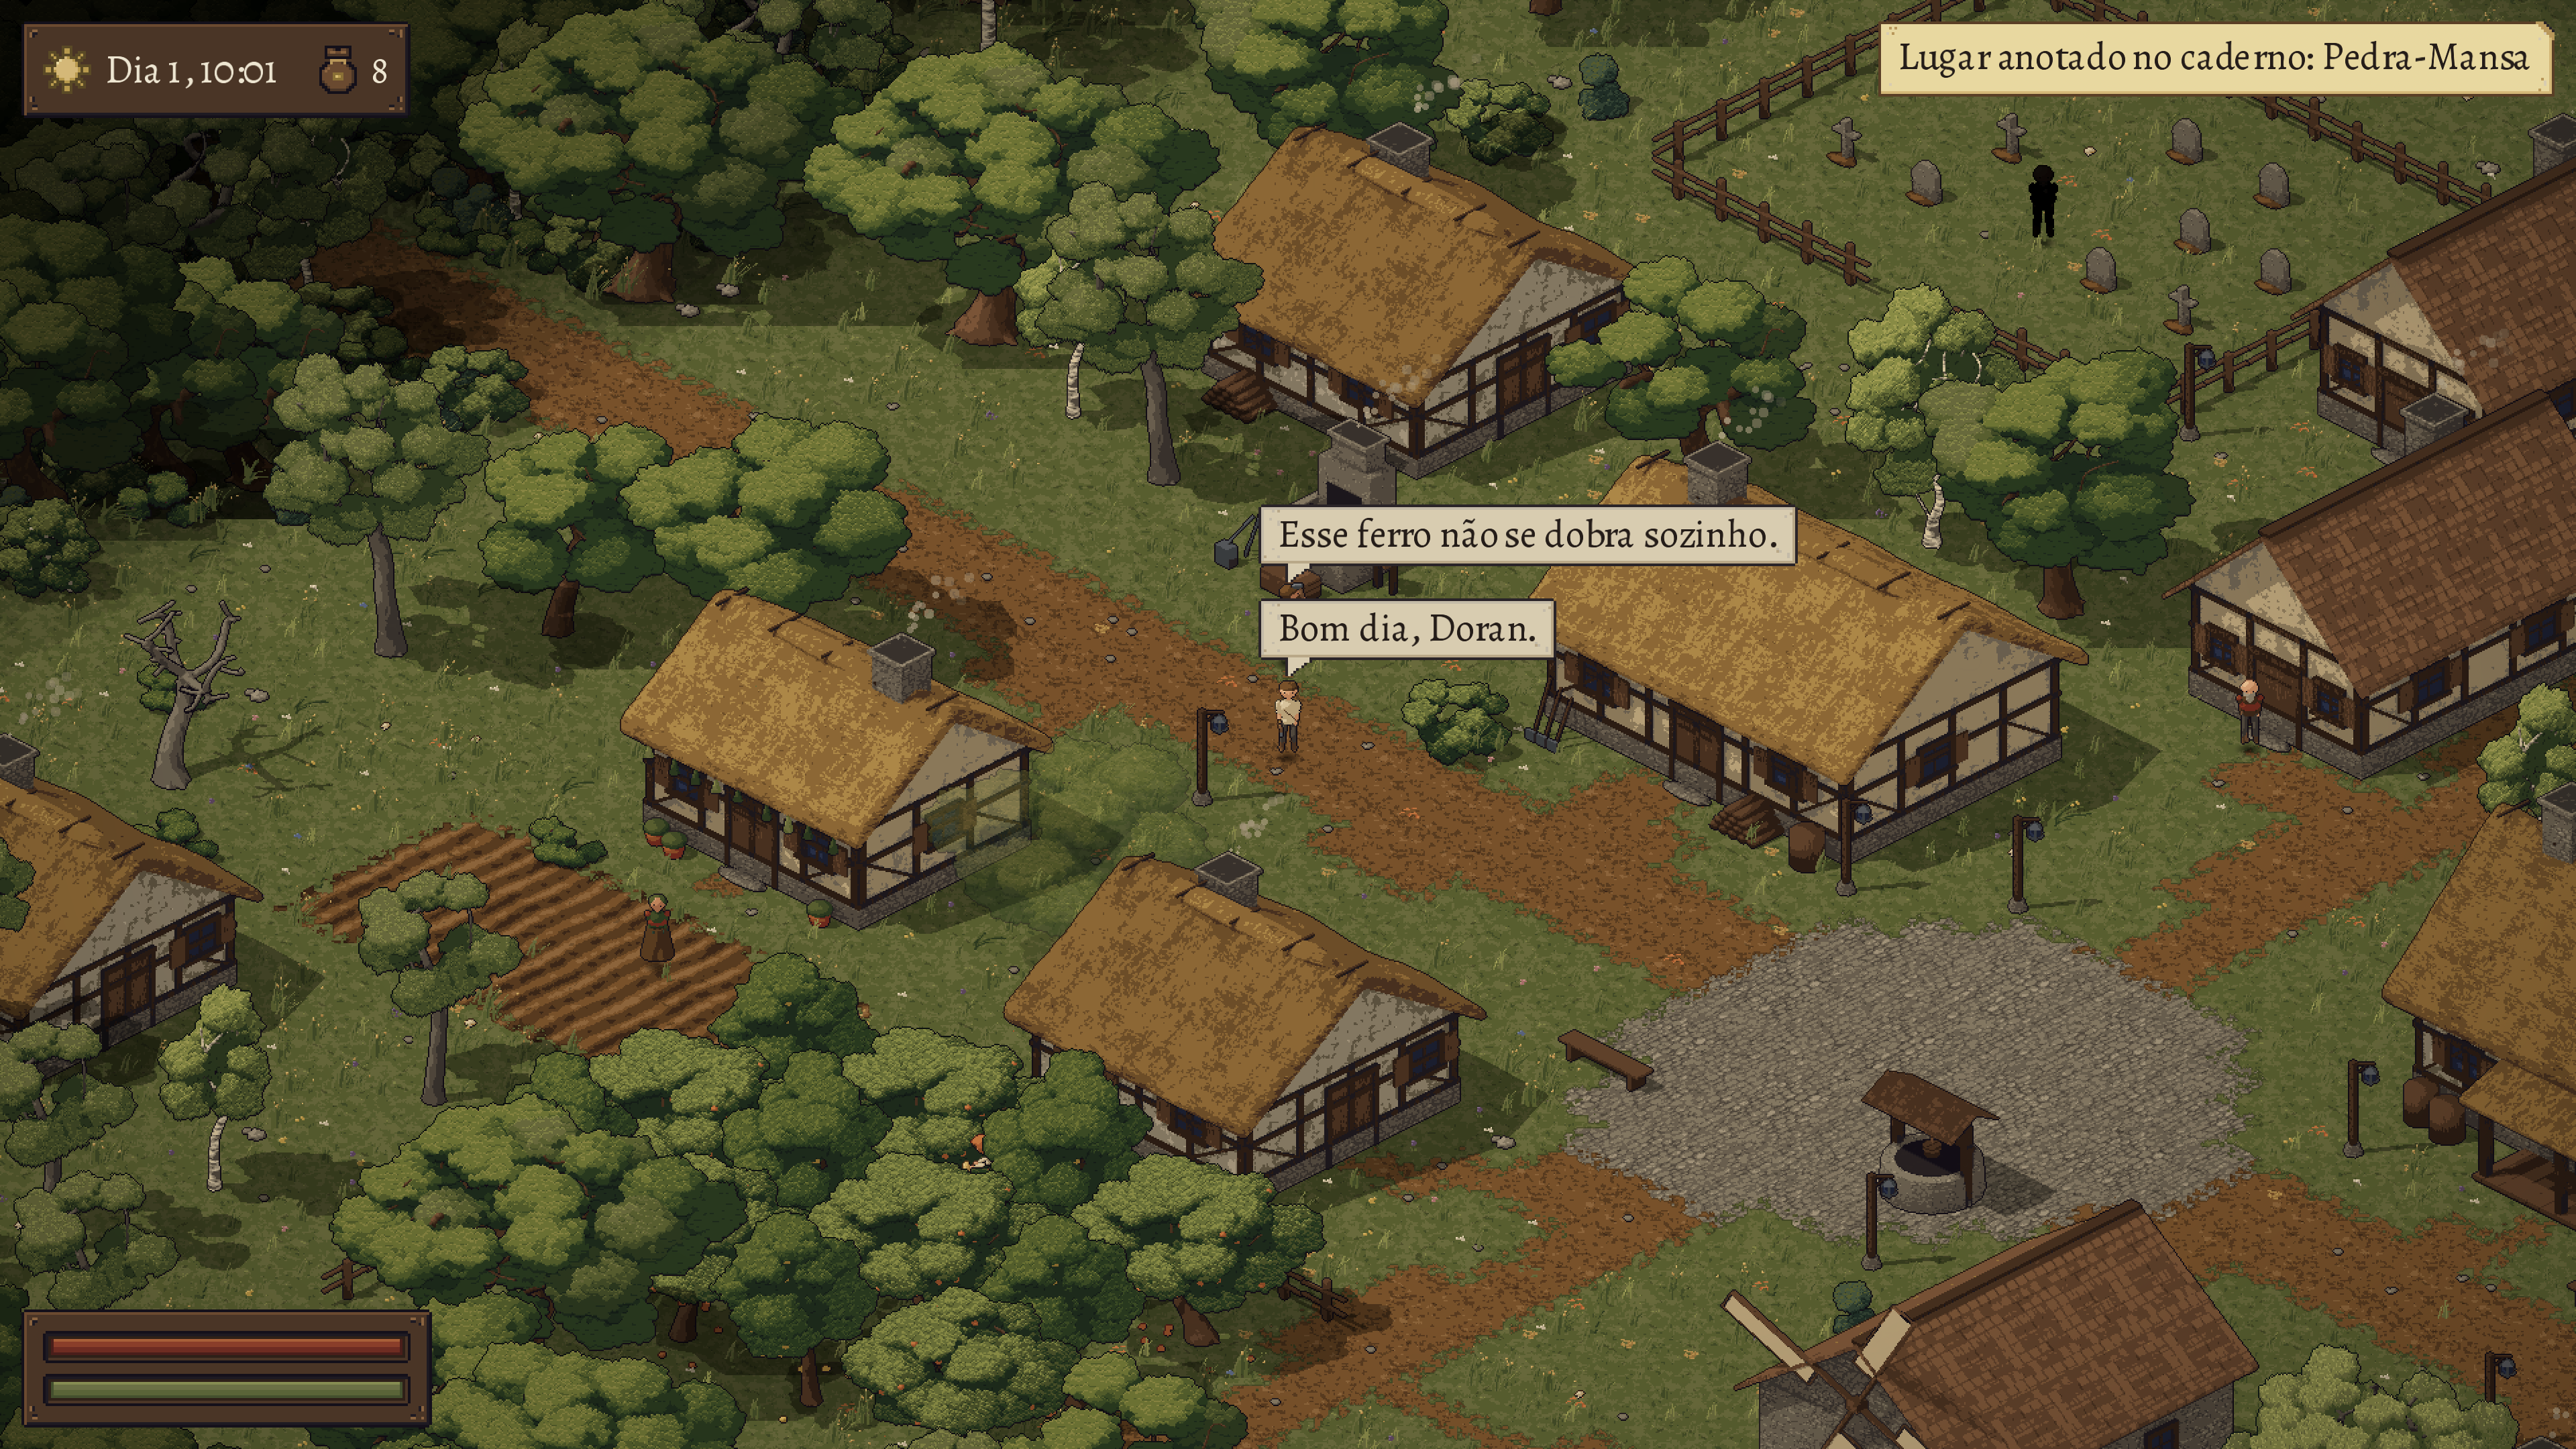 Dia 1, 10:01
8
Lugar anotado no caderno: Pedra-Mansa
Esse ferro não se dobra sozinho.
Bom dia, Doran.